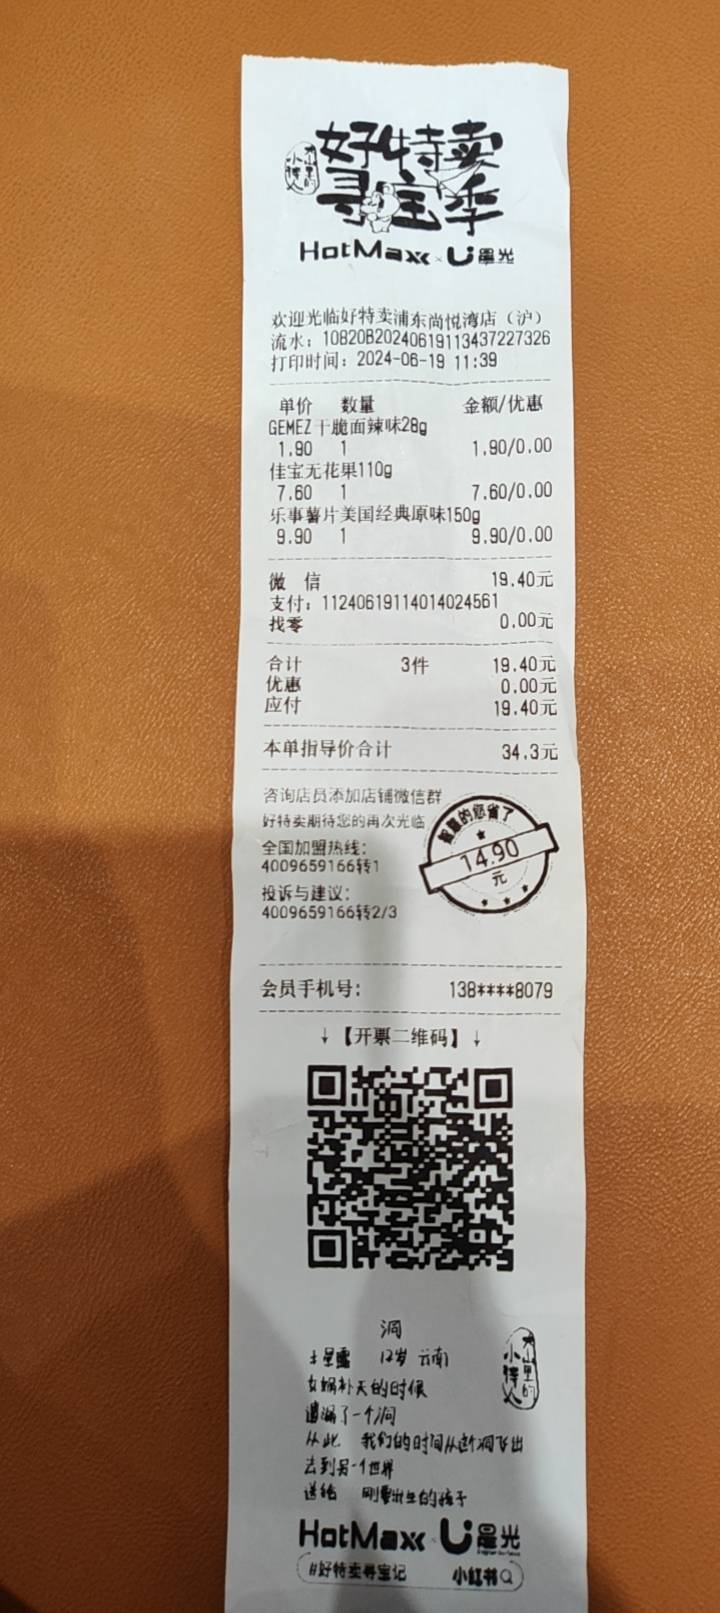 大山里的
小诗人
好特卖
寻宝季
HotMaxx × 晨光
欢迎光临好特卖浦东尚悦湾店（沪）
流水：10820B20240619113437227326
打印时间：2024-06-19 11:39
单价 数量 金额/优惠
GEMEZ干脆面辣味28g
1.90 1 1.90/0.00
佳宝无花果110g
7.60 1 7.60/0.00
乐事薯片美国经典原味150g
9.90 1 9.90/0.00
微 信 19.40元
支付：11240619114014024561
找零 0.00元
合计 3件 19.40元
优惠 0.00元
应付 19.40元
本单指导价合计 34.3元
咨询店员添加店铺微信群
好特卖期待您的再次光临
全国加盟热线：
4009659166转1
投诉与建议：
4009659166转2/3
智慧的您省了
14.90
元
会员手机号： 138****8079
↓【开票二维码】↓
洞
12岁 云南
女娲补天的时候
遗漏了一个洞
从此 我们的时间从这个洞飞出
去到另一个世界
送给 刚要出生的孩子
大山里的
小诗人
HotMaxx × 晨光
#好特卖寻宝记 小红书